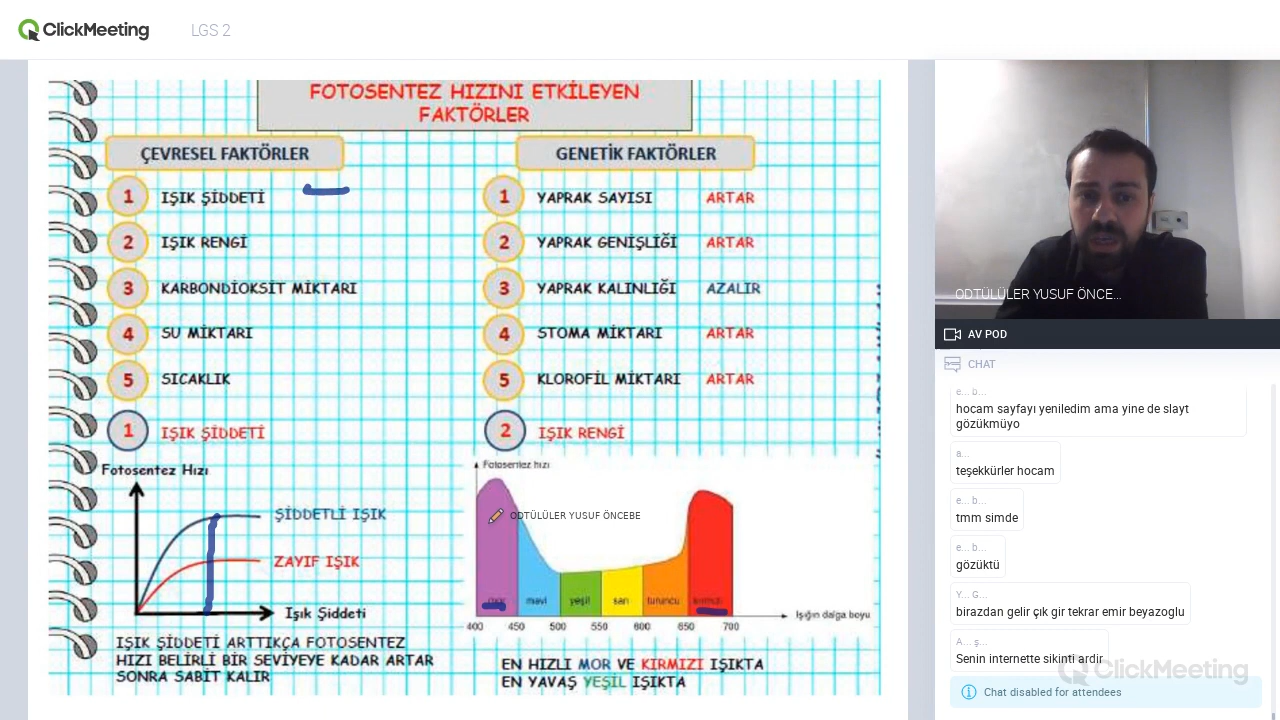 ClickMeeting
LGS 2
FOTOSENTEZ HIZINI ETKİLEYEN
FAKTÖRLER
ÇEVRESEL FAKTÖRLER
1 IŞIK ŞİDDETİ
2 IŞIK RENGİ
3 KARBONDİOKSİT MİKTARI
4 SU MİKTARI
5 SICAKLIK
GENETİK FAKTÖRLER
1 YAPRAK SAYISI ARTAR
2 YAPRAK GENİŞLİĞİ ARTAR
3 YAPRAK KALINLIĞI AZALIR
4 STOMA MİKTARI ARTAR
5 KLOROFİL MİKTARI ARTAR
1 IŞIK ŞİDDETİ
Fotosentez Hızı
ŞİDDETLİ IŞIK
ZAYIF IŞIK
Işık Şiddeti
IŞIK ŞİDDETİ ARTTIKÇA FOTOSENTEZ
HIZI BELİRLİ BİR SEVİYEYE KADAR ARTAR
SONRA SABİT KALIR
2 IŞIK RENGİ
Fotosentez hızı
ODTÜLÜLER YUSUF ÖNCEBE
mor mavi yeşil sarı turuncu kırmızı
Işığın dalga boyu
400 450 500 550 600 650 700
EN HIZLI MOR VE KIRMIZI IŞIKTA
EN YAVAŞ YEŞİL IŞIKTA
ODTÜLÜLER YUSUF ÖNCE...
AV POD
CHAT
e... b...
hocam sayfayı yeniledim ama yine de slayt
gözükmüyo
a...
teşekkürler hocam
e... b...
tmm simde
e... b...
gözüktü
Y... G...
birazdan gelir çık gir tekrar emir beyazoglu
A... ş...
Senin internette sikinti ardir
ClickMeeting
Chat disabled for attendees